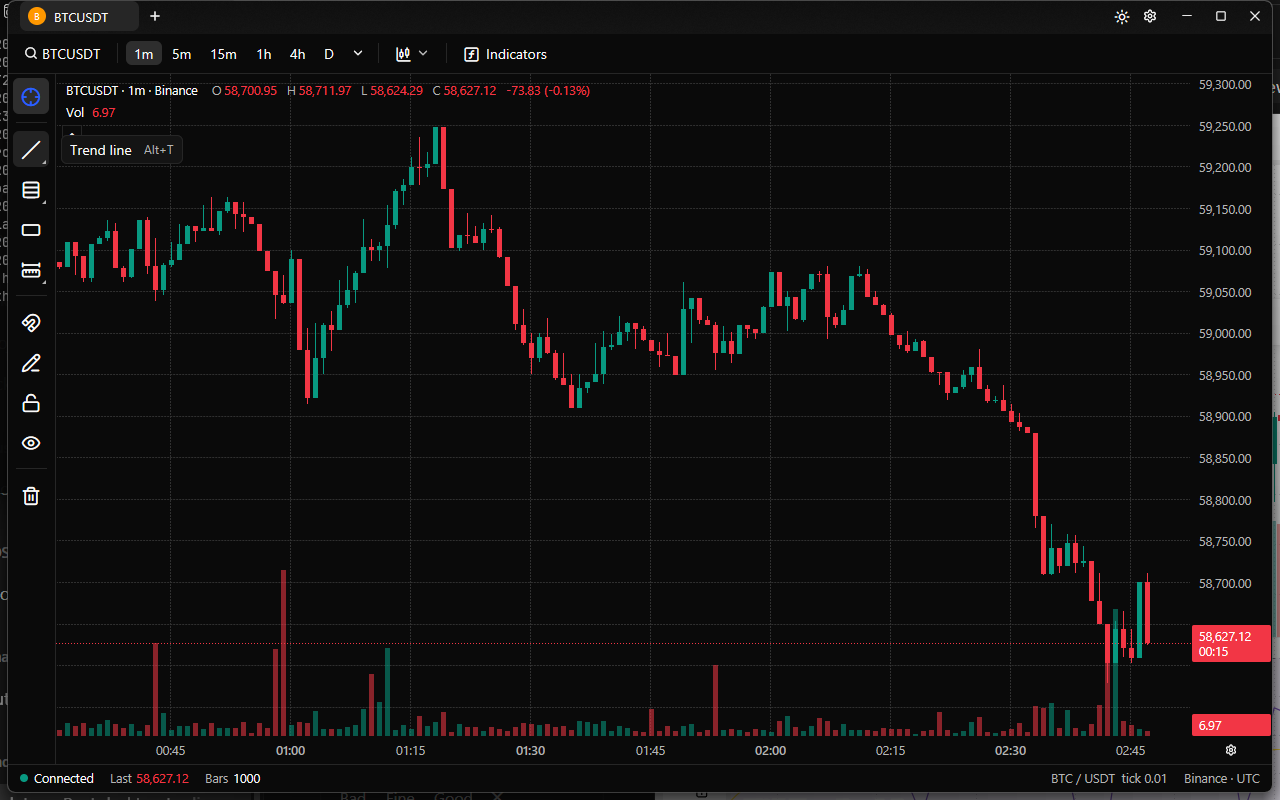 BTCUSDT
BTCUSDT 1m 5m 15m 1h 4h D Indicators
BTCUSDT · 1m · Binance O 58,700.95 H 58,711.97 L 58,624.29 C 58,627.12 -73.83 (-0.13%)
Vol 6.97
Trend line Alt+T
59,300.00
59,250.00
59,200.00
59,150.00
59,100.00
59,050.00
59,000.00
58,950.00
58,900.00
58,850.00
58,800.00
58,750.00
58,700.00
58,627.12
00:15
6.97
00:45 01:00 01:15 01:30 01:45 02:00 02:15 02:30 02:45
Connected Last 58,627.12 Bars 1000 BTC / USDT tick 0.01 Binance · UTC
Bad Fine Good